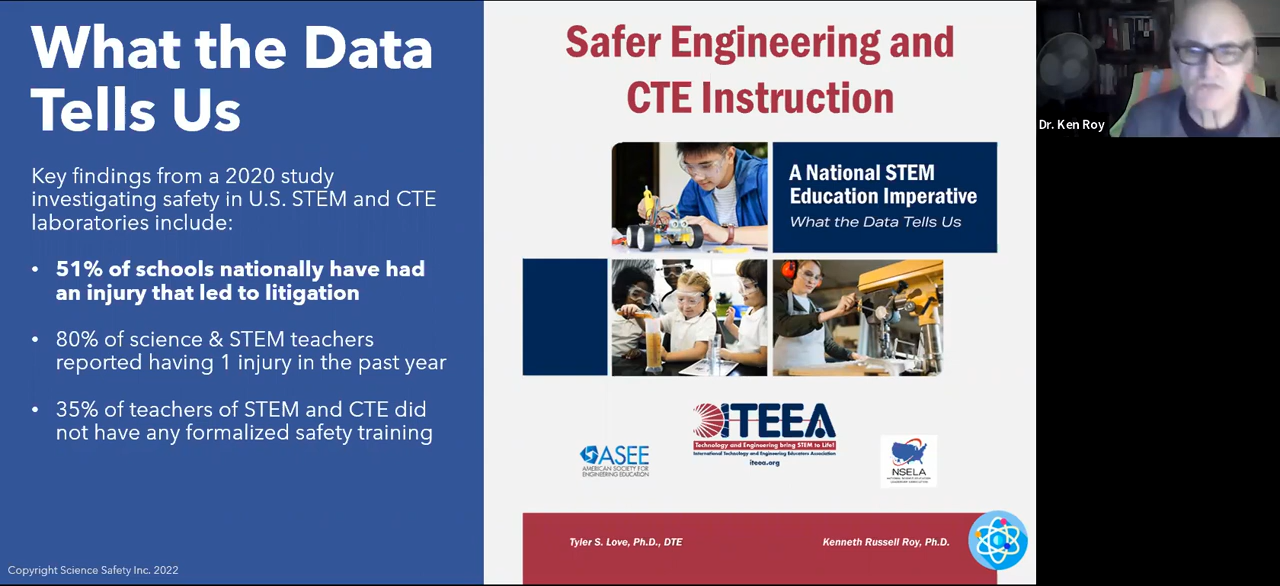 What the Data
Tells Us
Key findings from a 2020 study
investigating safety in U.S. STEM and CTE
laboratories include:
• 51% of schools nationally have had
an injury that led to litigation
• 80% of science & STEM teachers
reported having 1 injury in the past year
• 35% of teachers of STEM and CTE did
not have any formalized safety training
Copyright Science Safety Inc. 2022
Safer Engineering and
CTE Instruction
A National STEM
Education Imperative
What the Data Tells Us
ITEEA
Technology and Engineering bring STEM to Life!
International Technology and Engineering Educators Association
iteea.org
ASEE
AMERICAN SOCIETY FOR
ENGINEERING EDUCATION
NSELA
Tyler S. Love, Ph.D., DTE
Kenneth Russell Roy, Ph.D.
Dr. Ken Roy